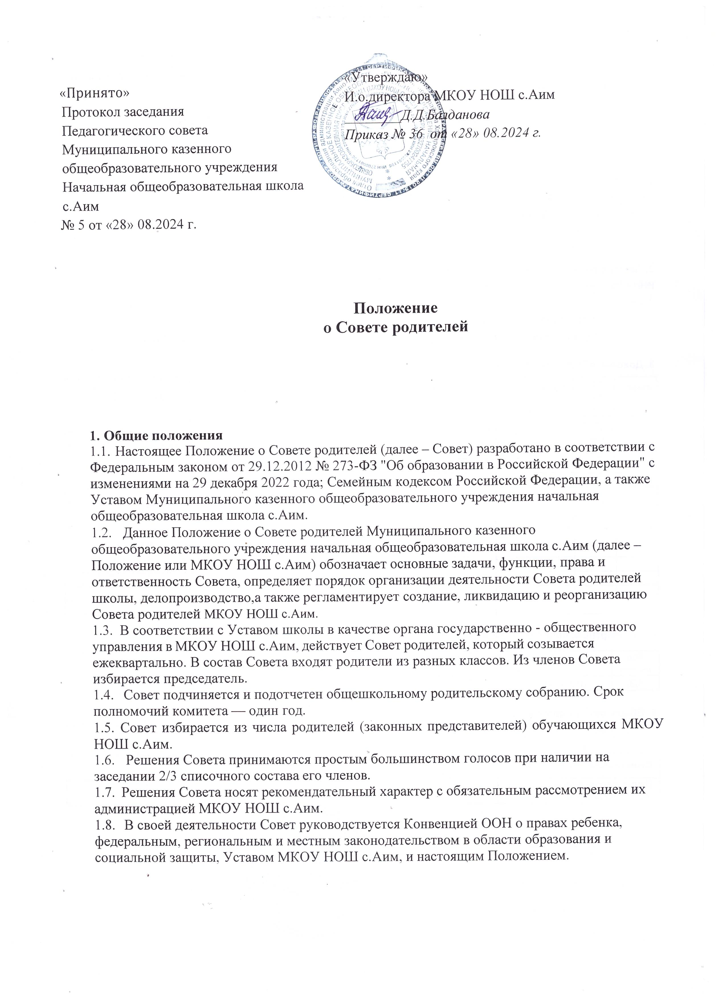 «Принято»
Протокол заседания
Педагогического совета
Муниципального казенного
общеобразовательного учреждения
Начальная общеобразовательная школа
с.Аим
№ 5 от «28» 08.2024 г.
«Утверждаю»
И.о.директора МКОУ НОШ с.Аим
Д.Д.Балданова
Приказ № 36 от «28» 08.2024 г.
Положение
о Совете родителей
1. Общие положения
1.1. Настоящее Положение о Совете родителей (далее – Совет) разработано в соответствии с
Федеральным законом от 29.12.2012 № 273-ФЗ "Об образовании в Российской Федерации" с
изменениями на 29 декабря 2022 года; Семейным кодексом Российской Федерации, а также
Уставом Муниципального казенного общеобразовательного учреждения начальная
общеобразовательная школа с.Аим.
1.2. Данное Положение о Совете родителей Муниципального казенного
общеобразовательного учреждения начальная общеобразовательная школа с.Аим (далее –
Положение или МКОУ НОШ с.Аим) обозначает основные задачи, функции, права и
ответственность Совета, определяет порядок организации деятельности Совета родителей
школы, делопроизводство,а также регламентирует создание, ликвидацию и реорганизацию
Совета родителей МКОУ НОШ с.Аим.
1.3. В соответствии с Уставом школы в качестве органа государственно - общественного
управления в МКОУ НОШ с.Аим, действует Совет родителей, который созывается
ежеквартально. В состав Совета входят родители из разных классов. Из членов Совета
избирается председатель.
1.4. Совет подчиняется и подотчетен общешкольному родительскому собранию. Срок
полномочий комитета — один год.
1.5. Совет избирается из числа родителей (законных представителей) обучающихся МКОУ
НОШ с.Аим.
1.6. Решения Совета принимаются простым большинством голосов при наличии на
заседании 2/3 списочного состава его членов.
1.7. Решения Совета носят рекомендательный характер с обязательным рассмотрением их
администрацией МКОУ НОШ с.Аим.
1.8. В своей деятельности Совет руководствуется Конвенцией ООН о правах ребенка,
федеральным, региональным и местным законодательством в области образования и
социальной защиты, Уставом МКОУ НОШ с.Аим, и настоящим Положением.